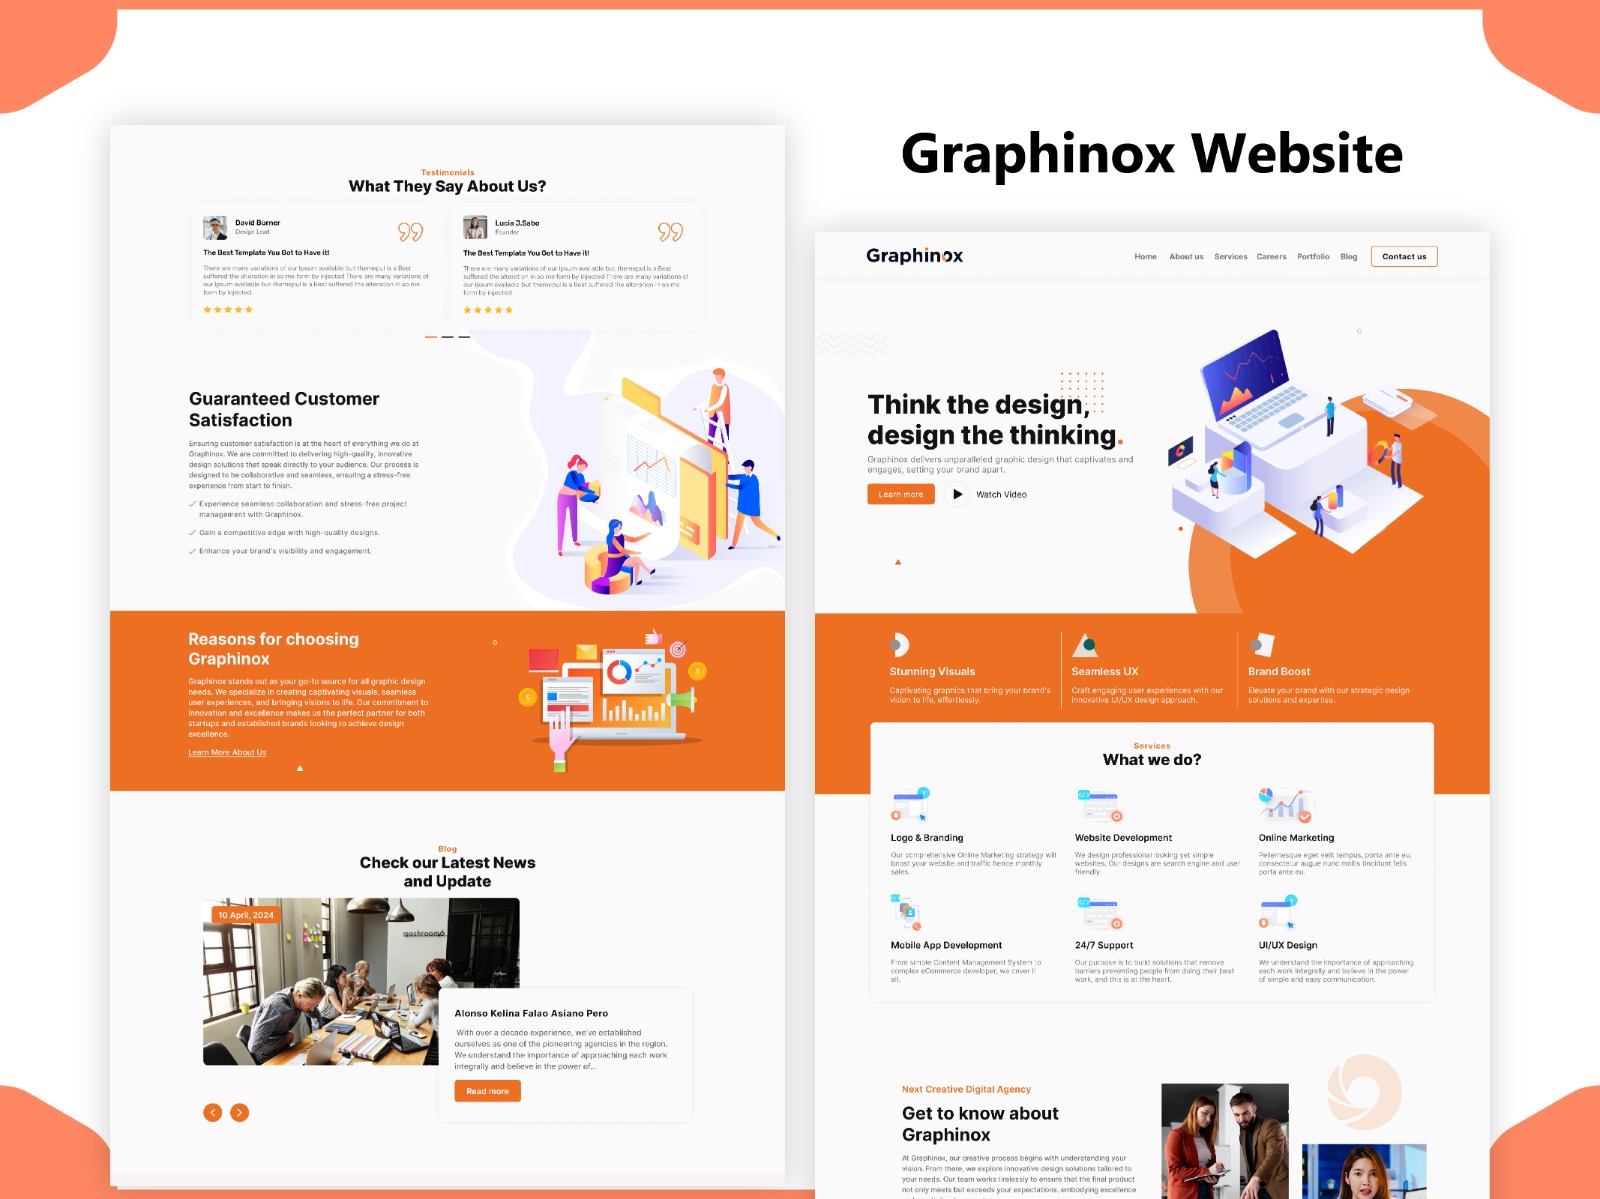 Graphinox Website
Testimonials
What They Say About Us?
David Burner
Design Lead
The Best Template You Got to Have it!
There are many variations of our Ipsum available but themepul is a Best
suffered the alteration in so me form by injected There are many variations of
our Ipsum available but themepul is a Best suffered the alteration in so me
form by injected.
Lucia J.Sabo
Founder
The Best Template You Got to Have it!
There are many variations of our Ipsum available but themepul is a Best
suffered the alteration in so me form by injected There are many variations of
our Ipsum available but themepul is a Best suffered the alteration in so me
form by injected.
Guaranteed Customer
Satisfaction
Ensuring customer satisfaction is at the heart of everything we do at
Graphinox. We are committed to delivering high-quality, innovative
design solutions that speak directly to your audience. Our process is
designed to be collaborative and seamless, ensuring a stress-free
experience from start to finish.
Experience seamless collaboration and stress-free project
management with Graphinox.
Gain a competitive edge with high-quality designs.
Enhance your brand's visibility and engagement.
Reasons for choosing
Graphinox
Graphinox stands out as your go-to source for all graphic design
needs. We specialize in creating captivating visuals, seamless
user experiences, and bringing visions to life. Our commitment to
innovation and excellence makes us the perfect partner for both
startups and established brands looking to achieve design
excellence.
Learn More About Us
Blog
Check our Latest News
and Update
10 April, 2024
Alonso Kelina Falao Asiano Pero
With over a decade experience, we've established
ourselves as one of the pioneering agencies in the region.
We understand the importance of approaching each work
integrally and believe in the power of...
Read more
Graphinox
Home About us Services Careers Portfolio Blog Contact us
Think the design,
design the thinking.
Graphinox delivers unparalleled graphic design that captivates and
engages, setting your brand apart.
Learn more
Watch Video
Stunning Visuals
Captivating graphics that bring your brand's
vision to life, effortlessly.
Seamless UX
Craft engaging user experiences with our
innovative UI/UX design approach.
Brand Boost
Elevate your brand with our strategic design
solutions and expertise.
Services
What we do?
Logo & Branding
Our comprehensive Online Marketing strategy will
boost your website and traffic hence monthly
sales.
Website Development
We design professional looking yet simple
websites. Our designs are search engine and user
friendly.
Online Marketing
Pellentesque eget velit tempus, porta ante eu,
consectetur augue nunc mollis tincidunt felis
porta ante eu.
Mobile App Development
From simple Content Management System to
complex eCommerce developer, we cover it
all.
24/7 Support
Our purpose is to build solutions that remove
barriers preventing people from doing their best
work, and this is at the heart.
UI/UX Design
We understand the importance of approaching
each work integrally and believe in the power
of simple and easy communication.
Next Creative Digital Agency
Get to know about
Graphinox
At Graphinox, our creative process begins with understanding your
vision. From there, we explore innovative design solutions tailored to
your needs. Our team works tirelessly to ensure that the final product
not only meets but exceeds your expectations, embodying excellence